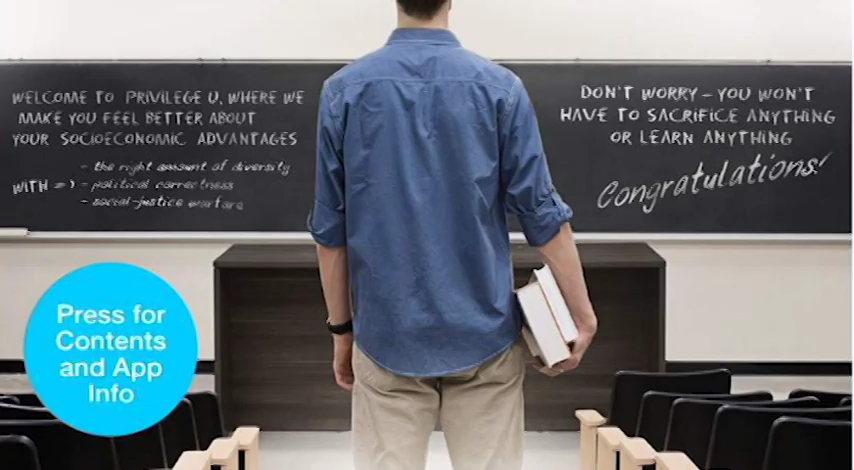 WELCOME TO PRIVILEGE U, WHERE WE
MAKE YOU FEEL BETTER ABOUT
YOUR SOCIOECONOMIC ADVANTAGES
- the right amount of diversity
WITH => - political correctness
- social-justice warfare
DON'T WORRY - YOU WON'T
HAVE TO SACRIFICE ANYTHING
OR LEARN ANYTHING
Congratulations!
Press for
Contents
and App
Info